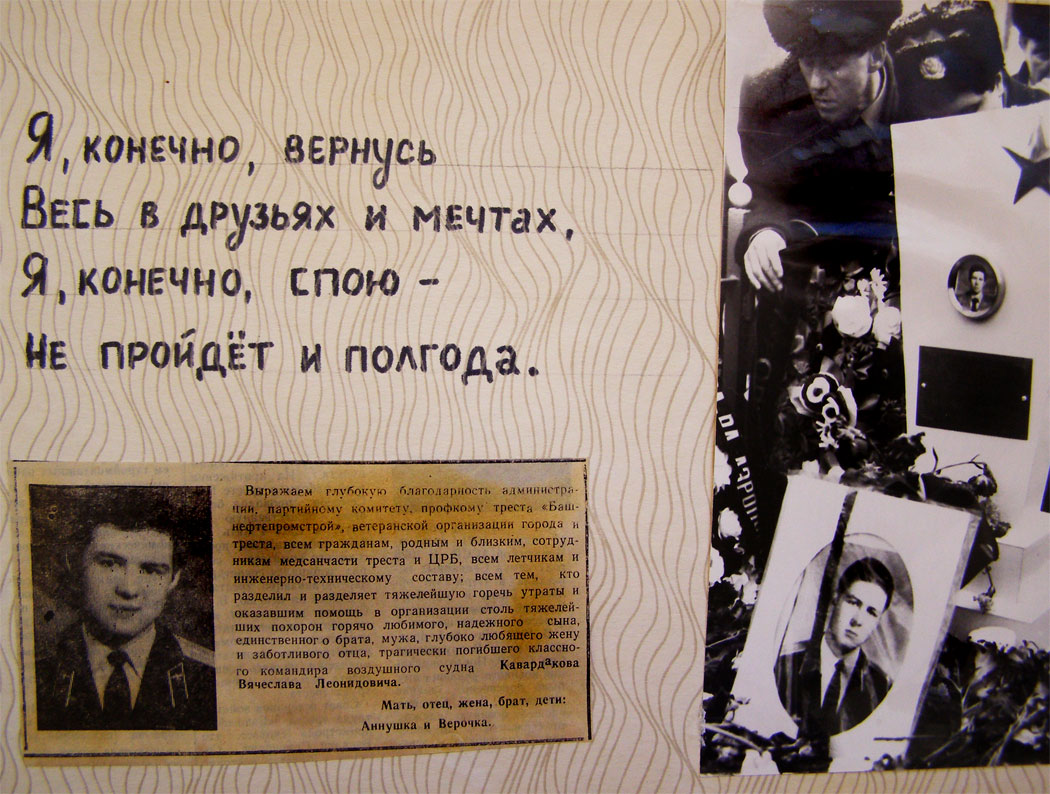 Я, конечно, вернусь
Весь в друзьях и мечтах,
Я, конечно, спою -
Не пройдёт и полгода.
Выражаем глубокую благодарность администра-
ции, партийному комитету, профкому треста «Баш-
нефтепромстрой», ветеранской организации города и
треста, всем гражданам, родным и близким, сотруд-
никам медсанчасти треста и ЦРБ, всем летчикам и
инженерно-техническому составу; всем тем, кто
разделил и разделяет тяжелейшую горечь утраты и
оказавшим помощь в организации столь тяжелей-
ших похорон горячо любимого, надежного сына,
единственного брата, мужа, глубоко любящего жену
и заботливого отца, трагически погибшего классно-
го командира воздушного судна Кавардакова
Вячеслава Леонидовича.
Мать, отец, жена, брат, дети:
Аннушка и Верочка.